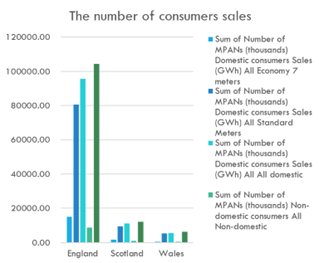 The number of consumers sales
120000.00
100000.00
80000.00
60000.00
40000.00
20000.00
0.00
England
Scotland
Wales
Sum of Number of
MPANs (thousands)
Domestic consumers Sales
(GWh) All Economy 7
meters
Sum of Number of
MPANs (thousands)
Domestic consumers Sales
(GWh) All Standard
Meters
Sum of Number of
MPANs (thousands)
Domestic consumers Sales
(GWh) All All domestic
Sum of Number of
MPANs (thousands) Non-
domestic consumers All
Non-domestic